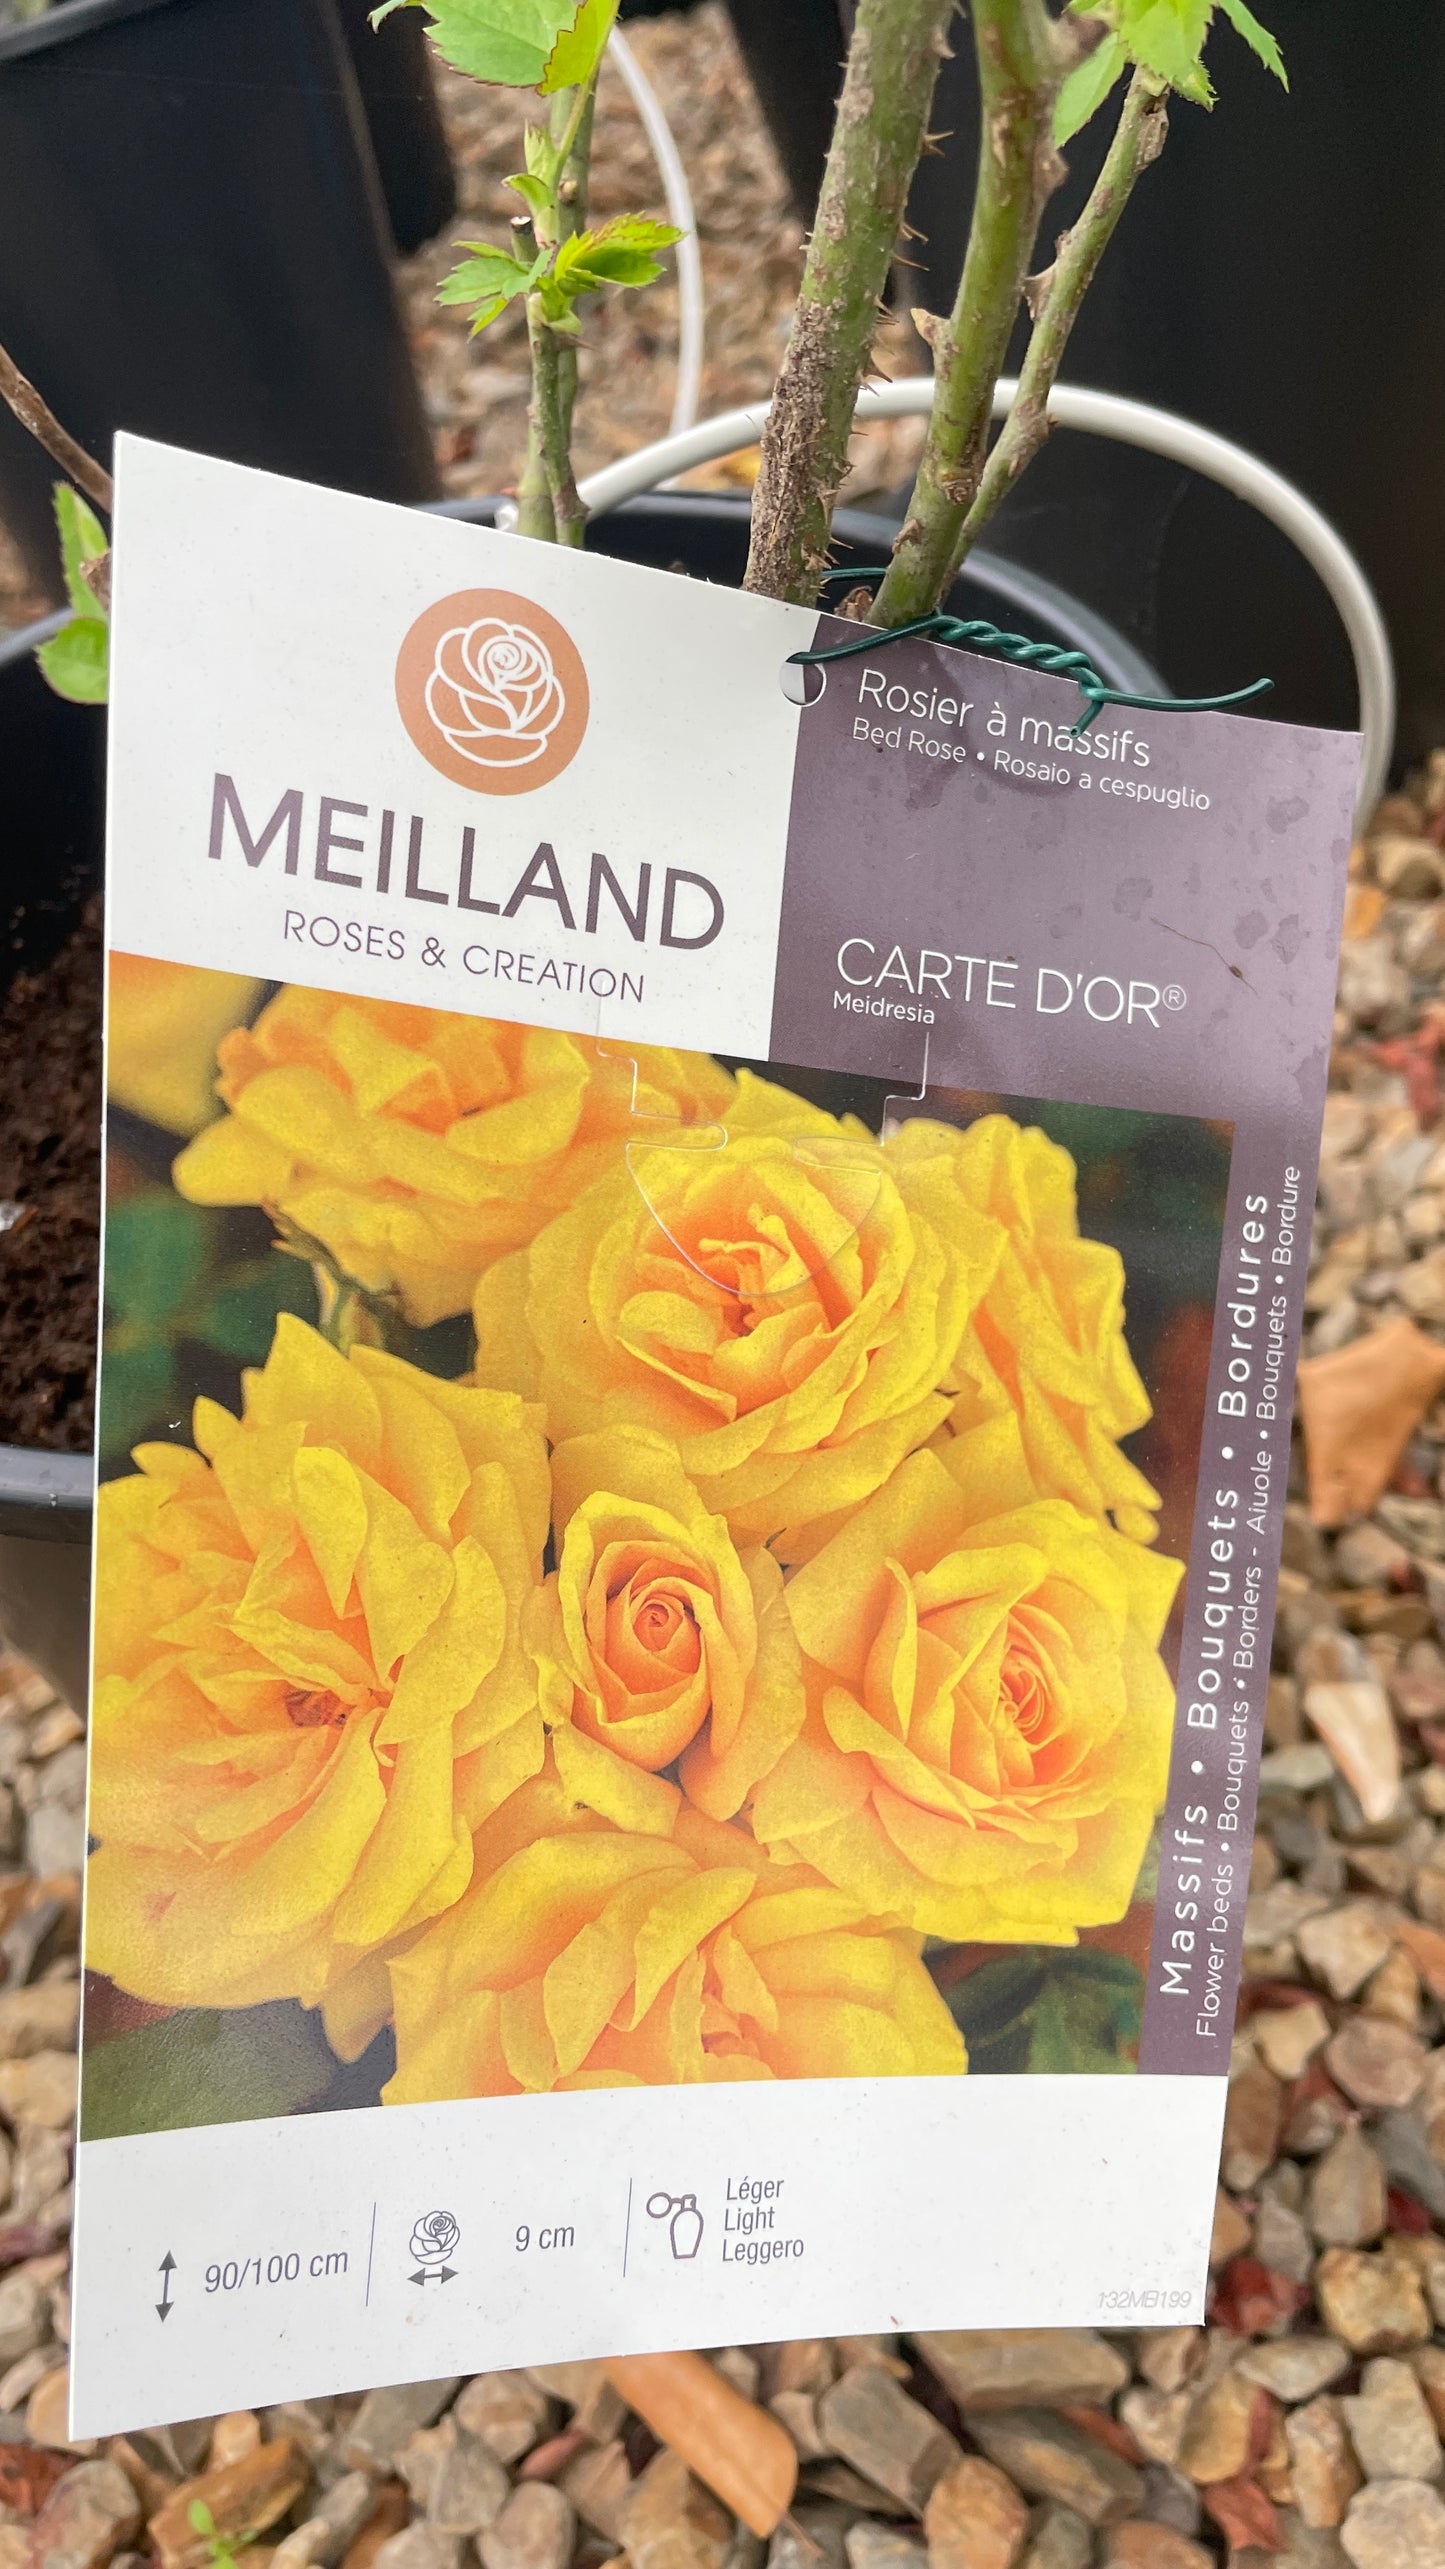 MEILLAND
ROSES & CREATION
Rosier à massifs
Bed Rose • Rosaio a cespuglio
CARTE D'OR®
Meidresia
Massifs • Bouquets • Bordures
Flower beds • Bouquets • Borders - Aiuole • Bouquets • Bordure
90/100 cm
9 cm
Léger
Light
Leggero
132MEI199